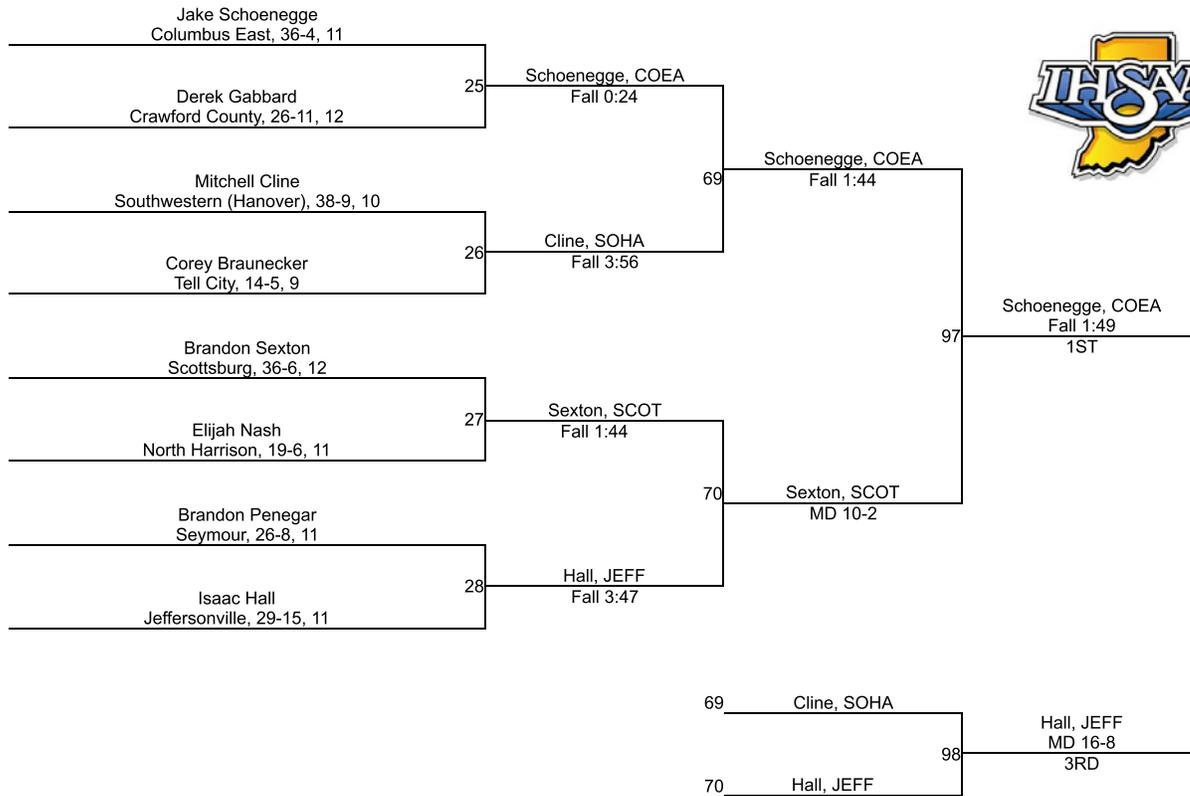 Jake Schoenegge
Columbus East, 36-4, 11
25
Schoenegge, COEA
Fall 0:24
Derek Gabbard
Crawford County, 26-11, 12
IHSAA
69
Schoenegge, COEA
Fall 1:44
Mitchell Cline
Southwestern (Hanover), 38-9, 10
26
Cline, SOHA
Fall 3:56
Corey Braunecker
Tell City, 14-5, 9
97
Schoenegge, COEA
Fall 1:49
1ST
Brandon Sexton
Scottsburg, 36-6, 12
27
Sexton, SCOT
Fall 1:44
Elijah Nash
North Harrison, 19-6, 11
70
Sexton, SCOT
MD 10-2
Brandon Penegar
Seymour, 26-8, 11
28
Hall, JEFF
Fall 3:47
Isaac Hall
Jeffersonville, 29-15, 11
69
Cline, SOHA
98
Hall, JEFF
MD 16-8
3RD
70
Hall, JEFF